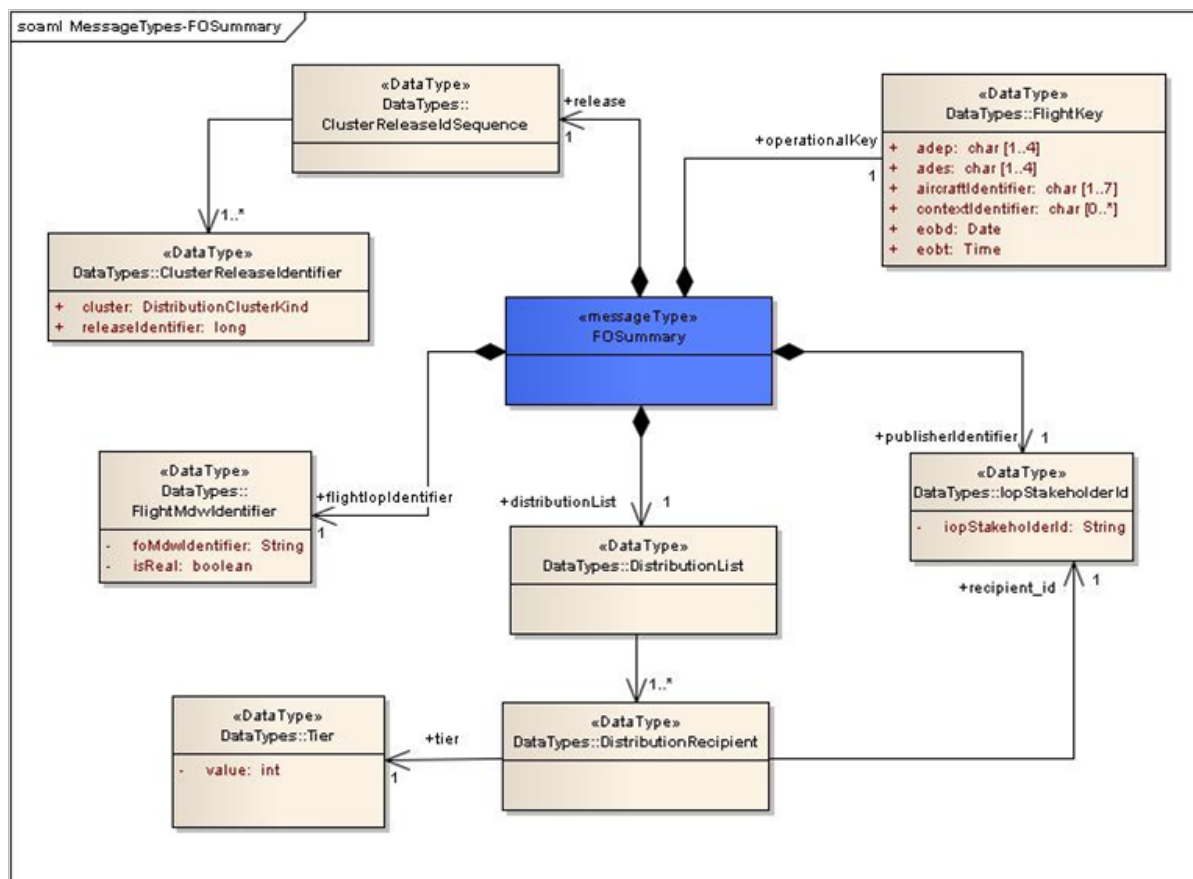 soaml MessageTypes-FOSummary
«DataType»
DataTypes::
ClusterReleaseIdSequence
+release
1
«DataType»
DataTypes::FlightKey
+ adep: char [1..4]
+ ades: char [1..4]
+ aircraftIdentifier: char [1..7]
+ contextIdentifier: char [0..*]
+ eobd: Date
+ eobt: Time
+operationalKey
1
1..*
«DataType»
DataTypes::ClusterReleaseIdentifier
+ cluster: DistributionClusterKind
+ releaseIdentifier: long
«messageType»
FOSummary
«DataType»
DataTypes::
FlightMdwIdentifier
- foMdwIdentifier: String
- isReal: boolean
+flightIopIdentifier
1
+distributionList
1
+publisherIdentifier
1
«DataType»
DataTypes::IopStakeholderId
- iopStakeholderId: String
«DataType»
DataTypes::DistributionList
+recipient_id
1
1..*
«DataType»
DataTypes::Tier
- value: int
+tier
1
«DataType»
DataTypes::DistributionRecipient